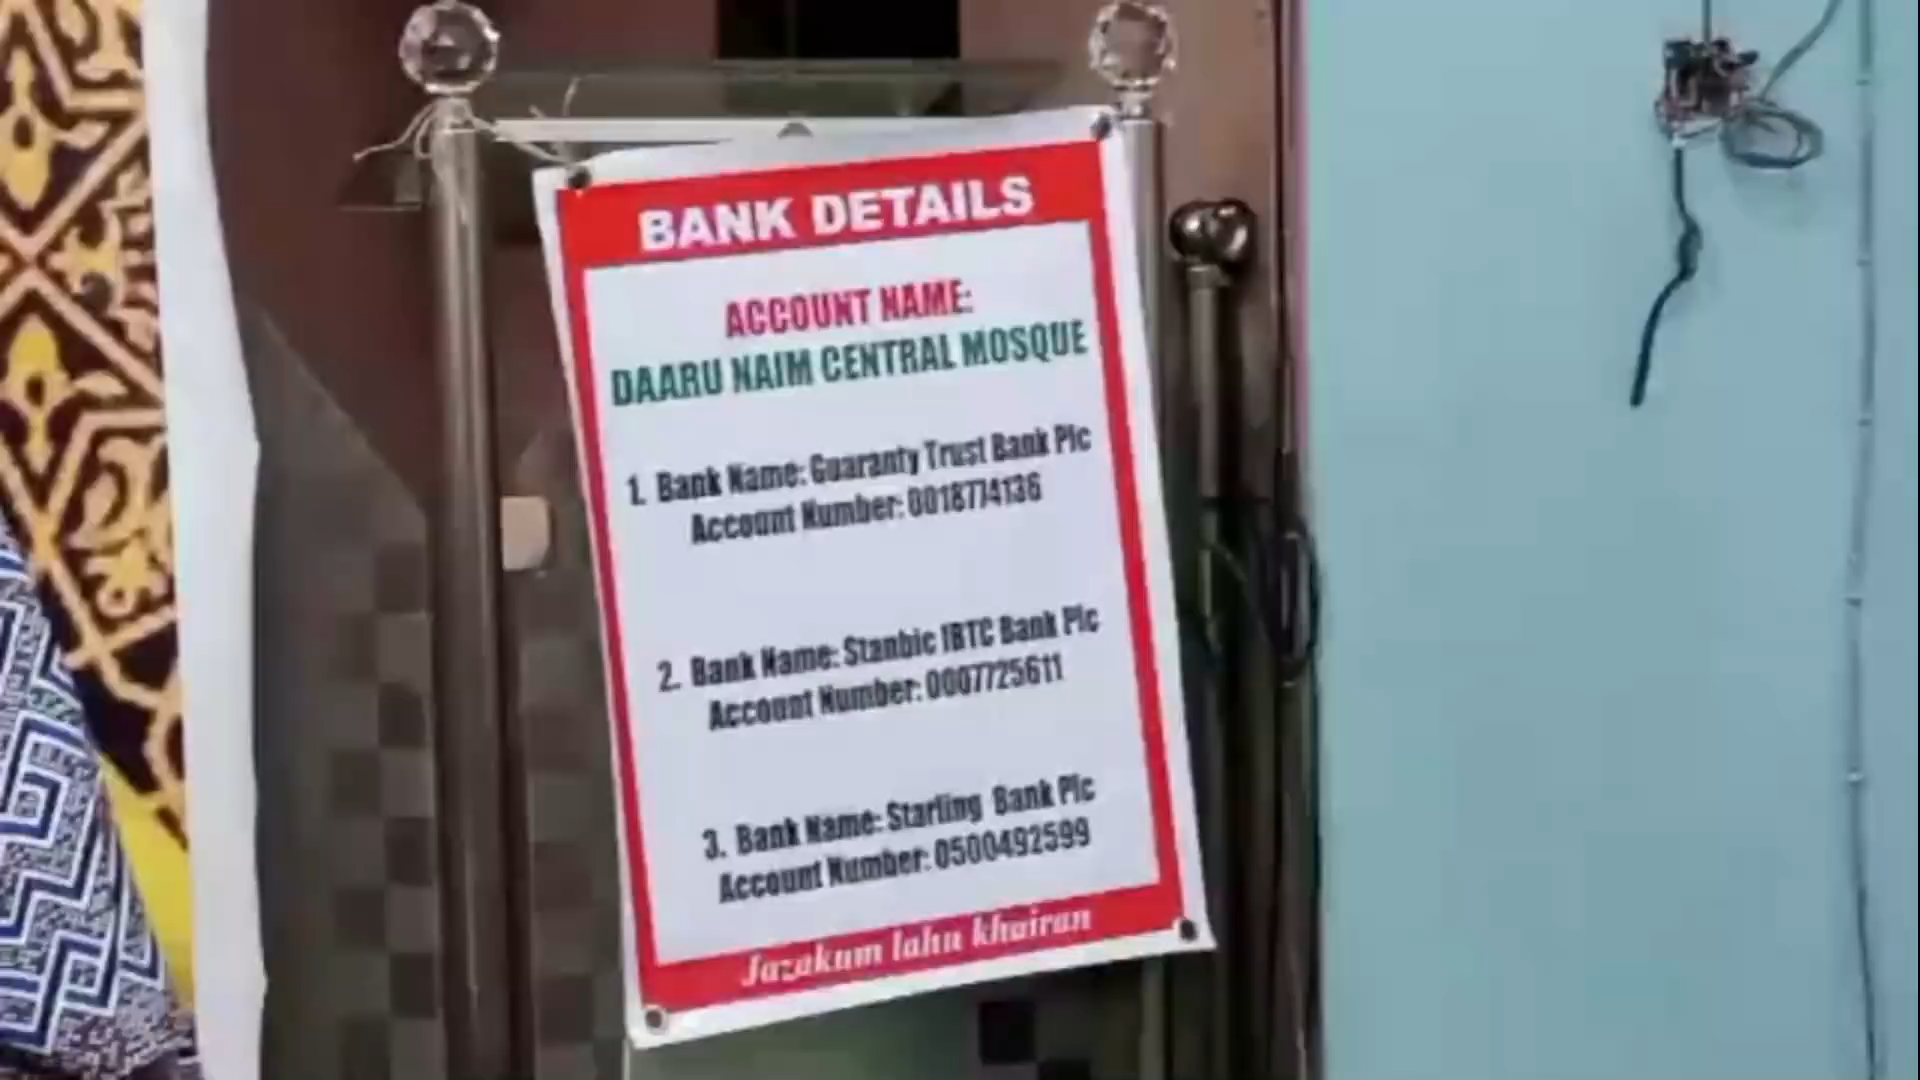 BANK DETAILS
ACCOUNT NAME:
DAARU NAIM CENTRAL MOSQUE
1. Bank Name: Guaranty Trust Bank Plc
Account Number: 0018774136
2. Bank Name: Stanbic IBTC Bank Plc
Account Number: 0007725611
3. Bank Name: Starling Bank Plc
Account Number: 0500492599
Jazakum lahu khairan